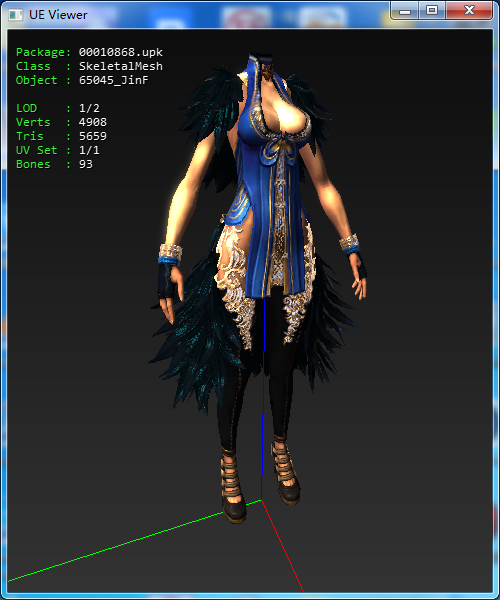 UE Viewer
Package: 00010868.upk
Class : SkeletalMesh
Object : 65045_JinF
LOD : 1/2
Verts : 4908
Tris : 5659
UV Set : 1/1
Bones : 93